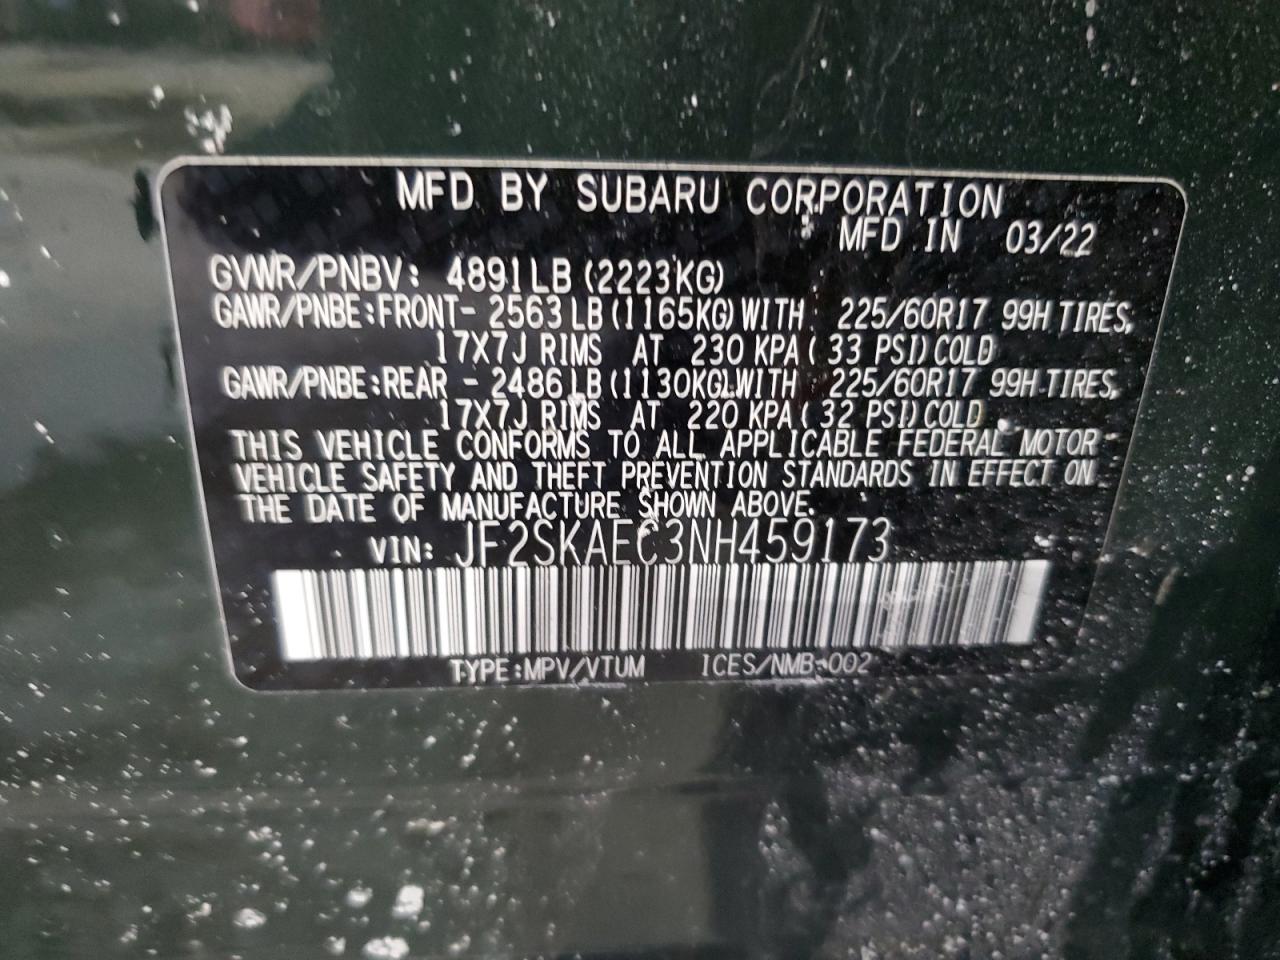 MFD BY SUBARU CORPORATION
MFD IN 03/22
GVWR/PNBV: 4891LB (2223KG)
GAWR/PNBE:FRONT- 2563LB(1165KG)WITH 225/60R17 99H TIRES,
17X7J RIMS AT 230 KPA( 33 PSI)COLD
GAWR/PNBE:REAR - 2486LB(1130KG)WITH 225/60R17 99H TIRES,
17X7J RIMS AT 220 KPA( 32 PSI)COLD
THIS VEHICLE CONFORMS TO ALL APPLICABLE FEDERAL MOTOR
VEHICLE SAFETY AND THEFT PREVENTION STANDARDS IN EFFECT ON
THE DATE OF MANUFACTURE SHOWN ABOVE.
VIN: JF2SKAEC3NH459173
TYPE:MPV/VTUM ICES/NMB-002